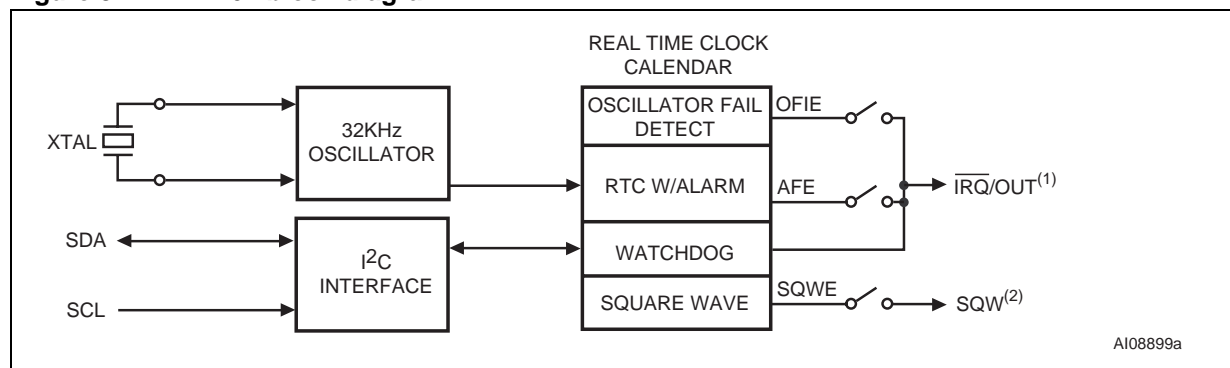 REAL TIME CLOCK
CALENDAR
OSCILLATOR FAIL
DETECT
OFIE
XTAL
32KHz
OSCILLATOR
RTC W/ALARM
AFE
IRQ/OUT(1)
SDA
I2C
INTERFACE
WATCHDOG
SCL
SQUARE WAVE
SQWE
SQW(2)
AI08899a